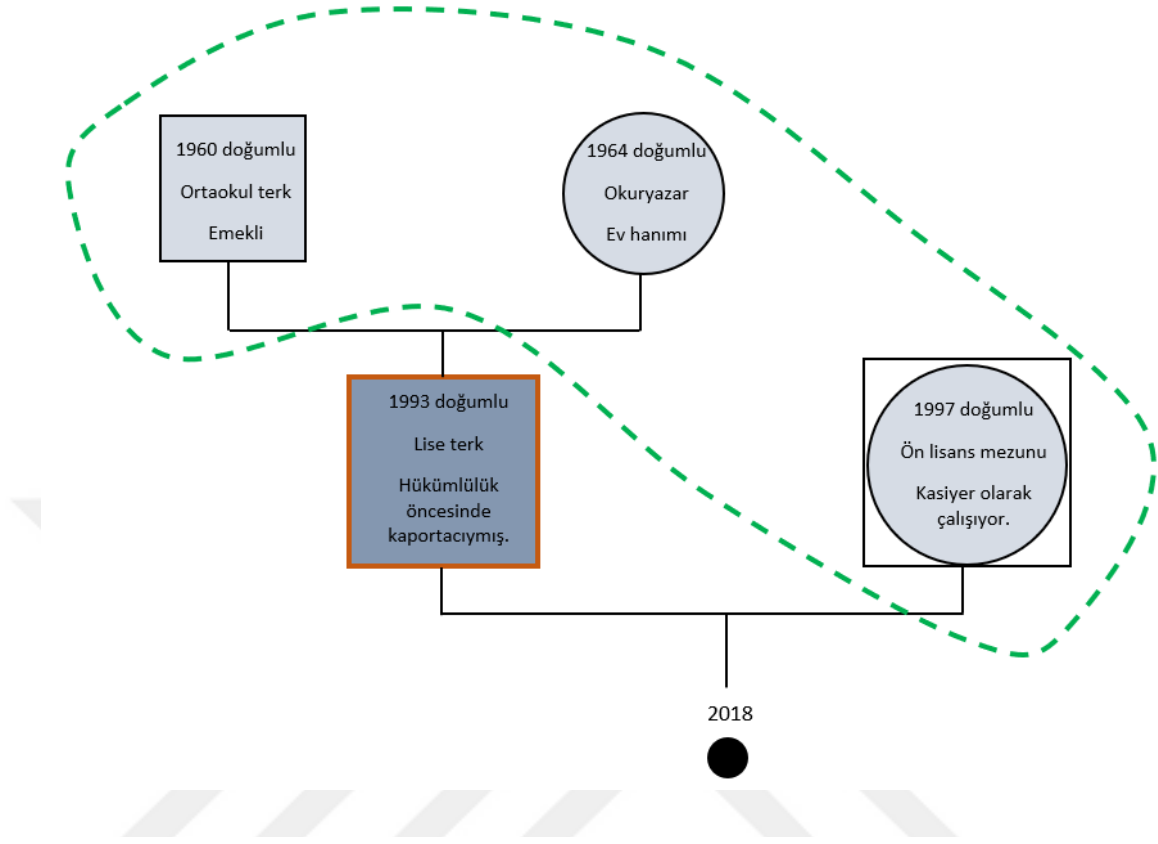 1960 doğumlu
Ortaokul terk
Emekli
1964 doğumlu
Okuryazar
Ev hanımı
1993 doğumlu
Lise terk
Hükümlülük
öncesinde
kaportacıymış.
1997 doğumlu
Ön lisans mezunu
Kasiyer olarak
çalışıyor.
2018